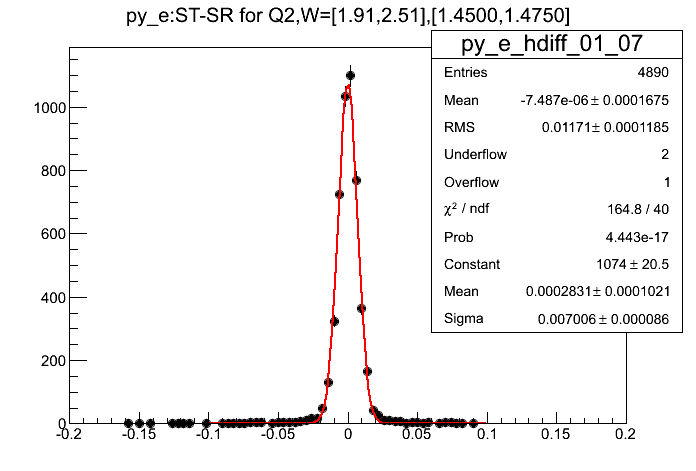 py_e:ST-SR for Q2,W=[1.91,2.51],[1.4500,1.4750]
py_e_hdiff_01_07
Entries 4890
Mean -7.487e-06 ± 0.0001675
RMS 0.01171 ± 0.0001185
Underflow 2
Overflow 1
χ² / ndf 164.8 / 40
Prob 4.443e-17
Constant 1074 ± 20.5
Mean 0.0002831 ± 0.0001021
Sigma 0.007006 ± 0.000086
1000
800
600
400
200
0
-0.2 -0.15 -0.1 -0.05 0 0.05 0.1 0.15 0.2